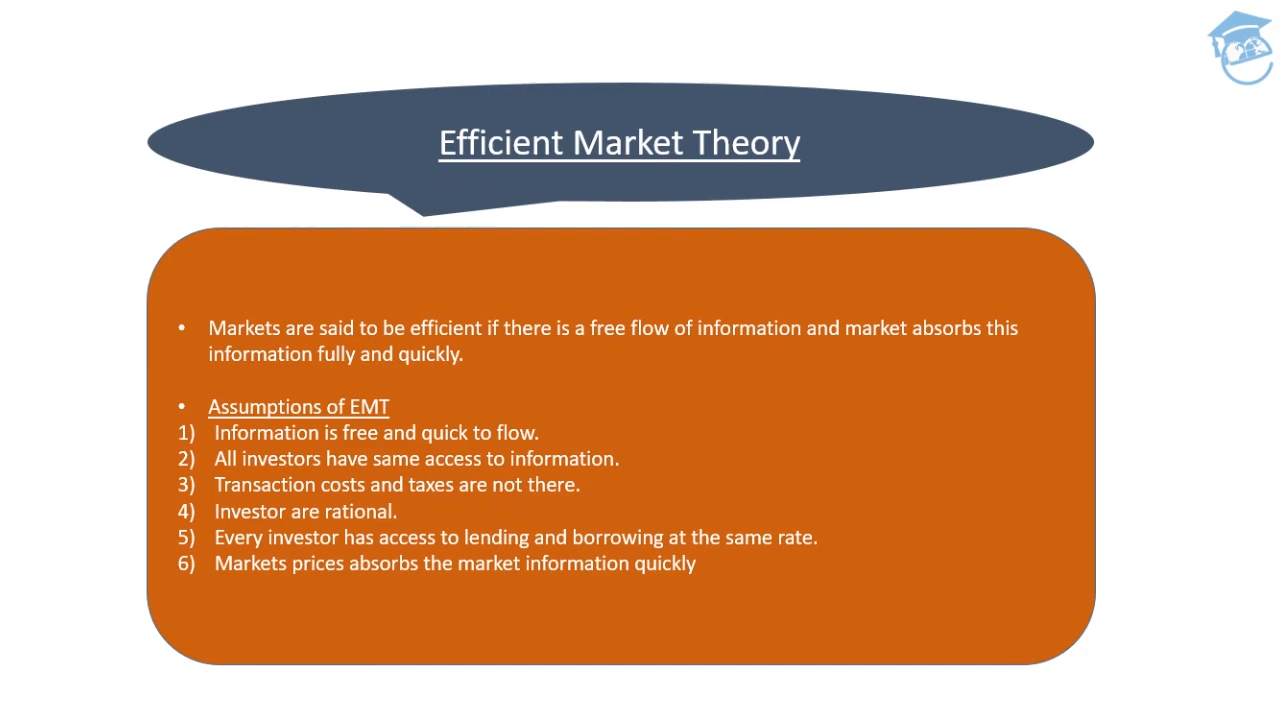 Efficient Market Theory
• Markets are said to be efficient if there is a free flow of information and market absorbs this
information fully and quickly.
• Assumptions of EMT
1) Information is free and quick to flow.
2) All investors have same access to information.
3) Transaction costs and taxes are not there.
4) Investor are rational.
5) Every investor has access to lending and borrowing at the same rate.
6) Markets prices absorbs the market information quickly